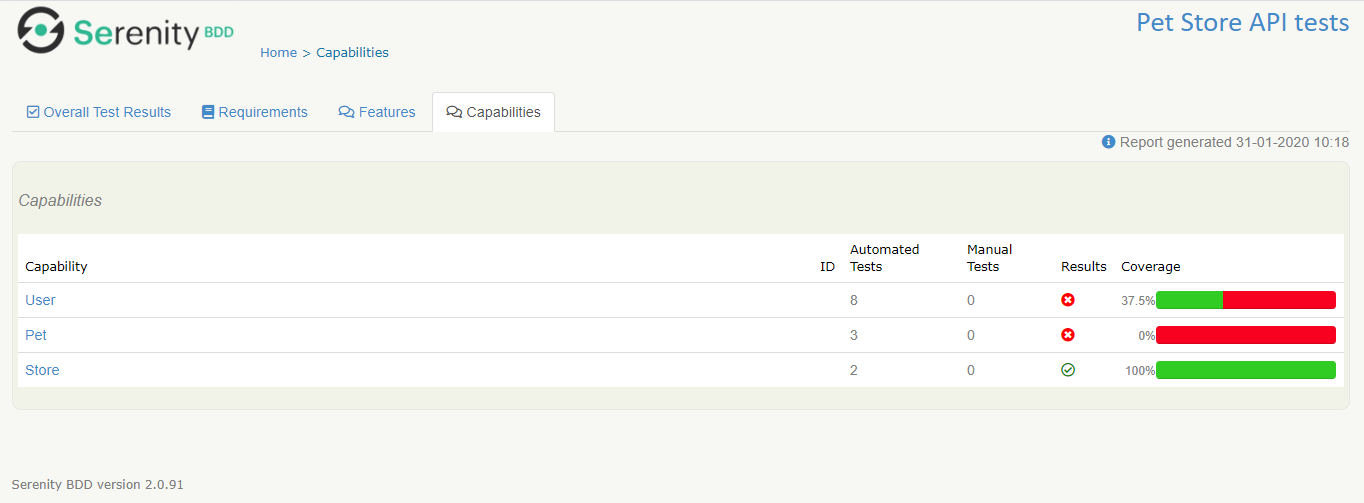 Serenity BDD
Pet Store API tests
Home > Capabilities
Overall Test Results
Requirements
Features
Capabilities
Report generated 31-01-2020 10:18
Capabilities
Capability ID Automated Tests Manual Tests Results Coverage
User 8 0 37.5%
Pet 3 0 0%
Store 2 0 100%
Serenity BDD version 2.0.91